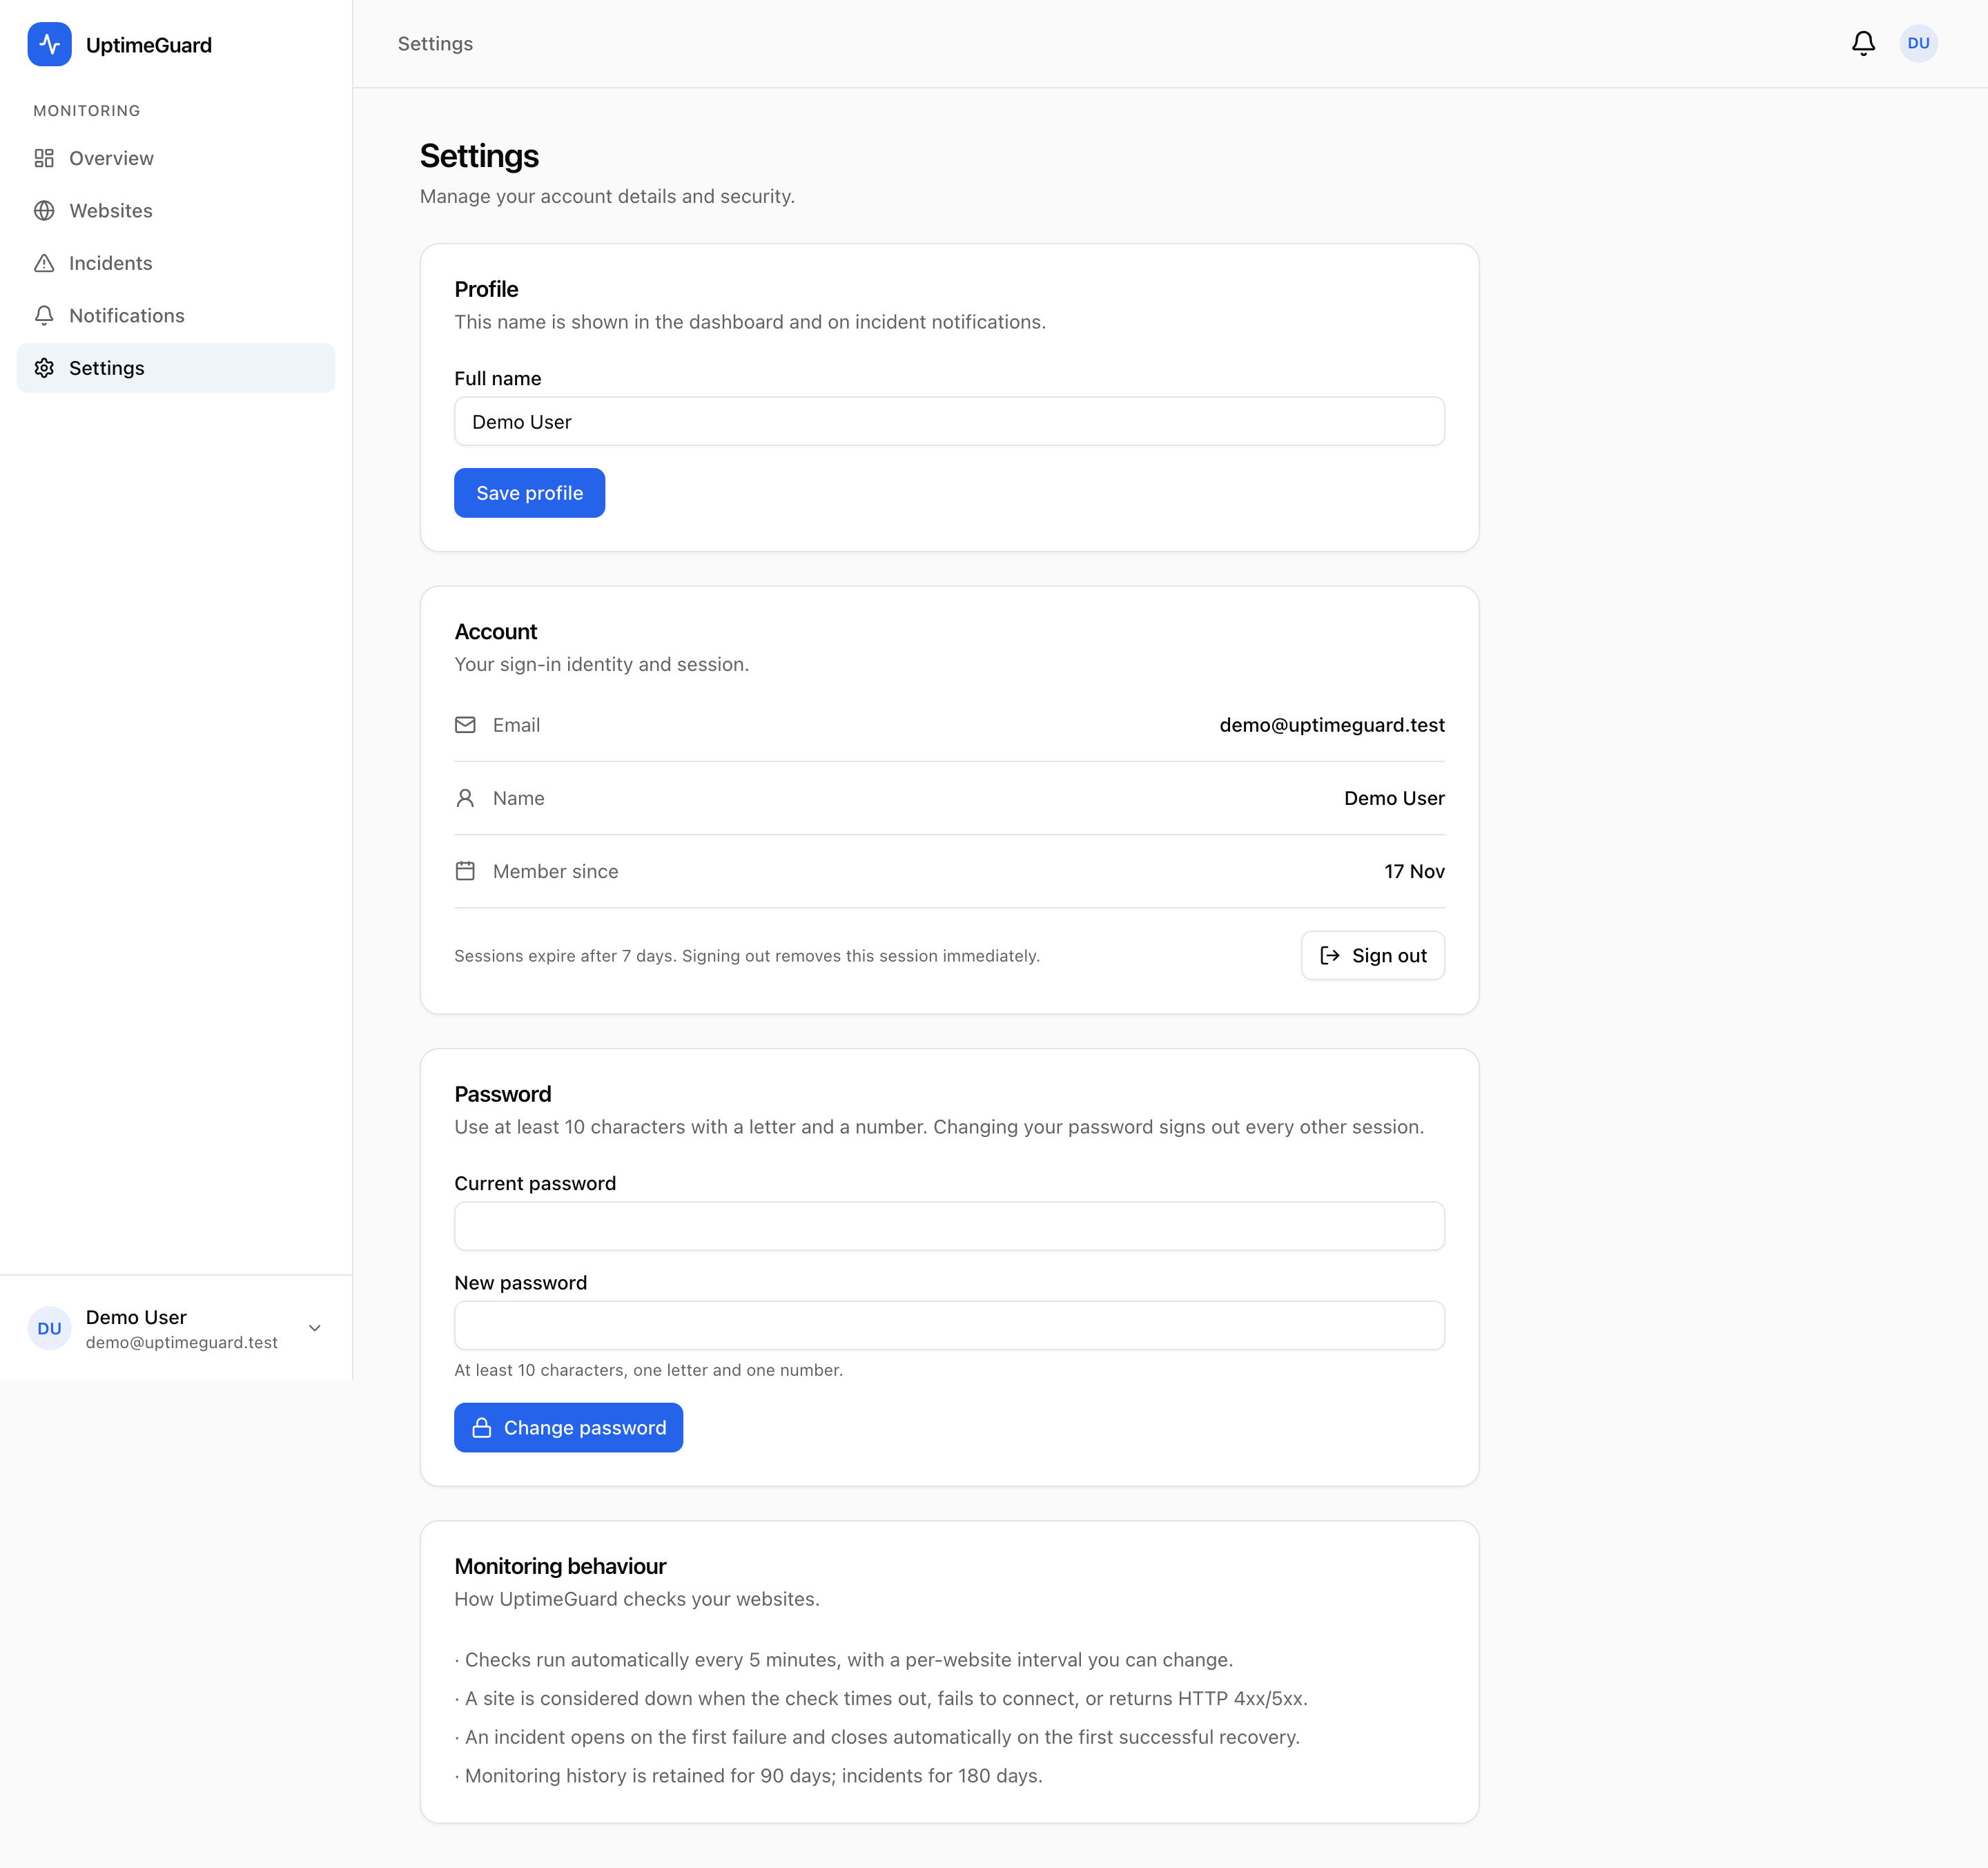 UptimeGuard
MONITORING
Overview
Websites
Incidents
Notifications
Settings
DU
Demo User
demo@uptimeguard.test
Settings
DU
Settings
Manage your account details and security.
Profile
This name is shown in the dashboard and on incident notifications.
Full name
Demo User
Save profile
Account
Your sign-in identity and session.
Email demo@uptimeguard.test
Name Demo User
Member since 17 Nov
Sessions expire after 7 days. Signing out removes this session immediately. Sign out
Password
Use at least 10 characters with a letter and a number. Changing your password signs out every other session.
Current password
New password
At least 10 characters, one letter and one number.
Change password
Monitoring behaviour
How UptimeGuard checks your websites.
· Checks run automatically every 5 minutes, with a per-website interval you can change.
· A site is considered down when the check times out, fails to connect, or returns HTTP 4xx/5xx.
· An incident opens on the first failure and closes automatically on the first successful recovery.
· Monitoring history is retained for 90 days; incidents for 180 days.